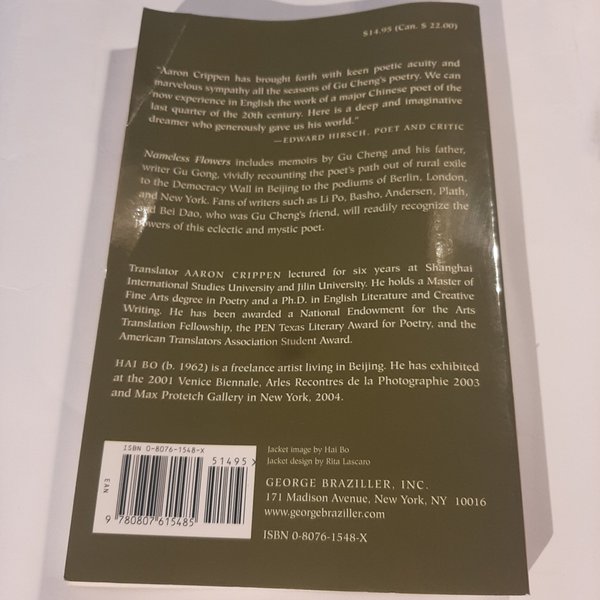 $14.95 (Can. $ 22.00)
“Aaron Crippen has brought forth with keen poetic acuity and
marvelous sympathy all the seasons of Gu Cheng’s poetry. We can
now experience in English the work of a major Chinese poet of the
last quarter of the 20th century. Here is a deep and imaginative
dreamer who generously gave us his world.”
—EDWARD HIRSCH, POET AND CRITIC
Nameless Flowers includes memoirs by Gu Cheng and his father,
writer Gu Gong, vividly recounting the poet’s path out of rural exile
to the Democracy Wall in Beijing to the podiums of Berlin, London,
and New York. Fans of writers such as Li Po, Basho, Andersen, Plath,
and Bei Dao, who was Gu Cheng’s friend, will readily recognize the
powers of this eclectic and mystic poet.
Translator AARON CRIPPEN lectured for six years at Shanghai
International Studies University and Jilin University. He holds a Master of
Fine Arts degree in Poetry and a Ph.D. in English Literature and Creative
Writing. He has been awarded a National Endowment for the Arts
Translation Fellowship, the PEN Texas Literary Award for Poetry, and the
American Translators Association Student Award.
HAI BO (b. 1962) is a freelance artist living in Beijing. He has exhibited
at the 2001 Venice Biennale, Arles Recontres de la Photographie 2003
and Max Protetch Gallery in New York, 2004.
ISBN 0-8076-1548-X
51495
EAN
9 780807 615485
Jacket image by Hai Bo
Jacket design by Rita Lascaro
GEORGE BRAZILLER, INC.
171 Madison Avenue, New York, NY 10016
www.georgebraziller.com
ISBN 0-8076-1548-X